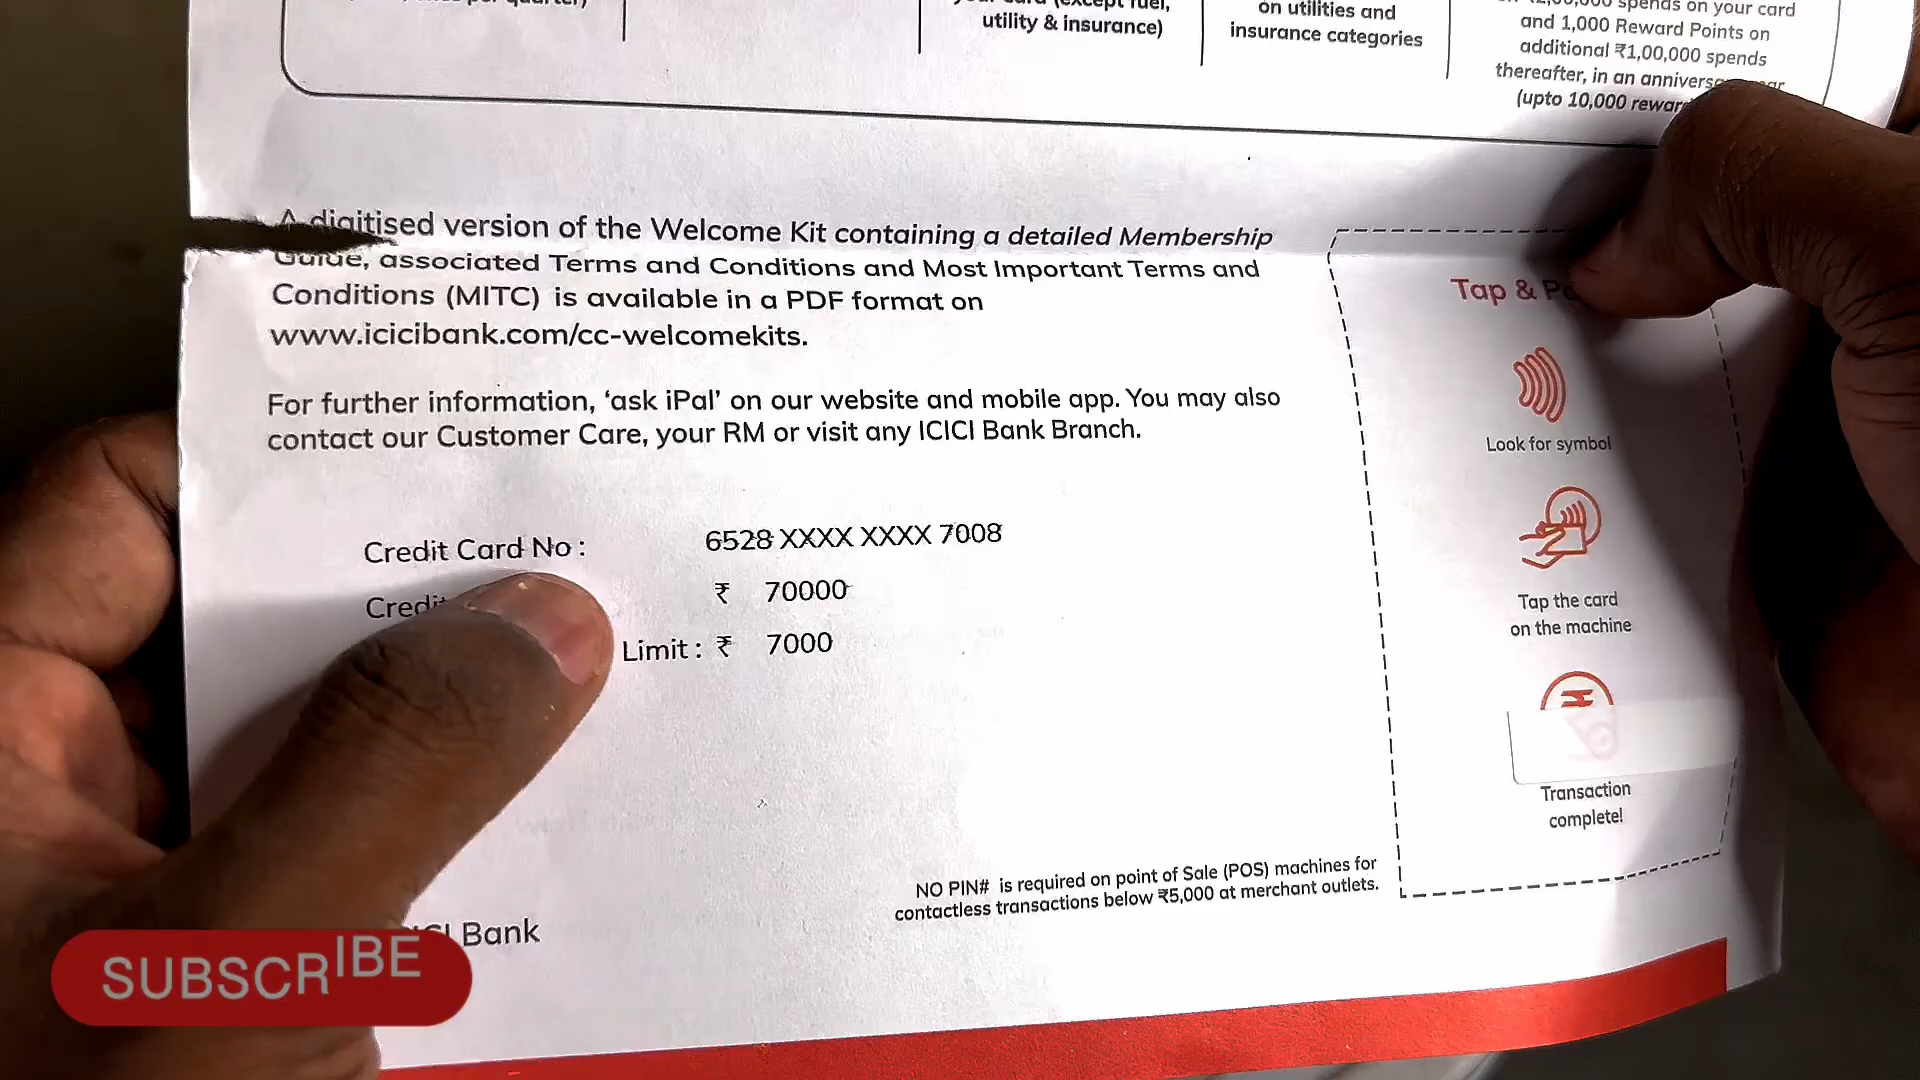 utility & insurance)
on utilities and
insurance categories
spends on your card
and 1,000 Reward Points on
additional ₹1,00,000 spends
thereafter, in an
(upto 10,000
A digitised version of the Welcome Kit containing a detailed Membership
Guide, associated Terms and Conditions and Most Important Terms and
Conditions (MITC) is available in a PDF format on
www.icicibank.com/cc-welcomekits.
For further information, ‘ask iPal’ on our website and mobile app. You may also
contact our Customer Care, your RM or visit any ICICI Bank Branch.
Credit Card No : 6528 XXXX XXXX 7008
₹ 70000
Limit : ₹ 7000
Tap &
Look for symbol
Tap the card
on the machine
Transaction
complete!
NO PIN# is required on point of Sale (POS) machines for
contactless transactions below ₹5,000 at merchant outlets.
Bank
SUBSCRIBE